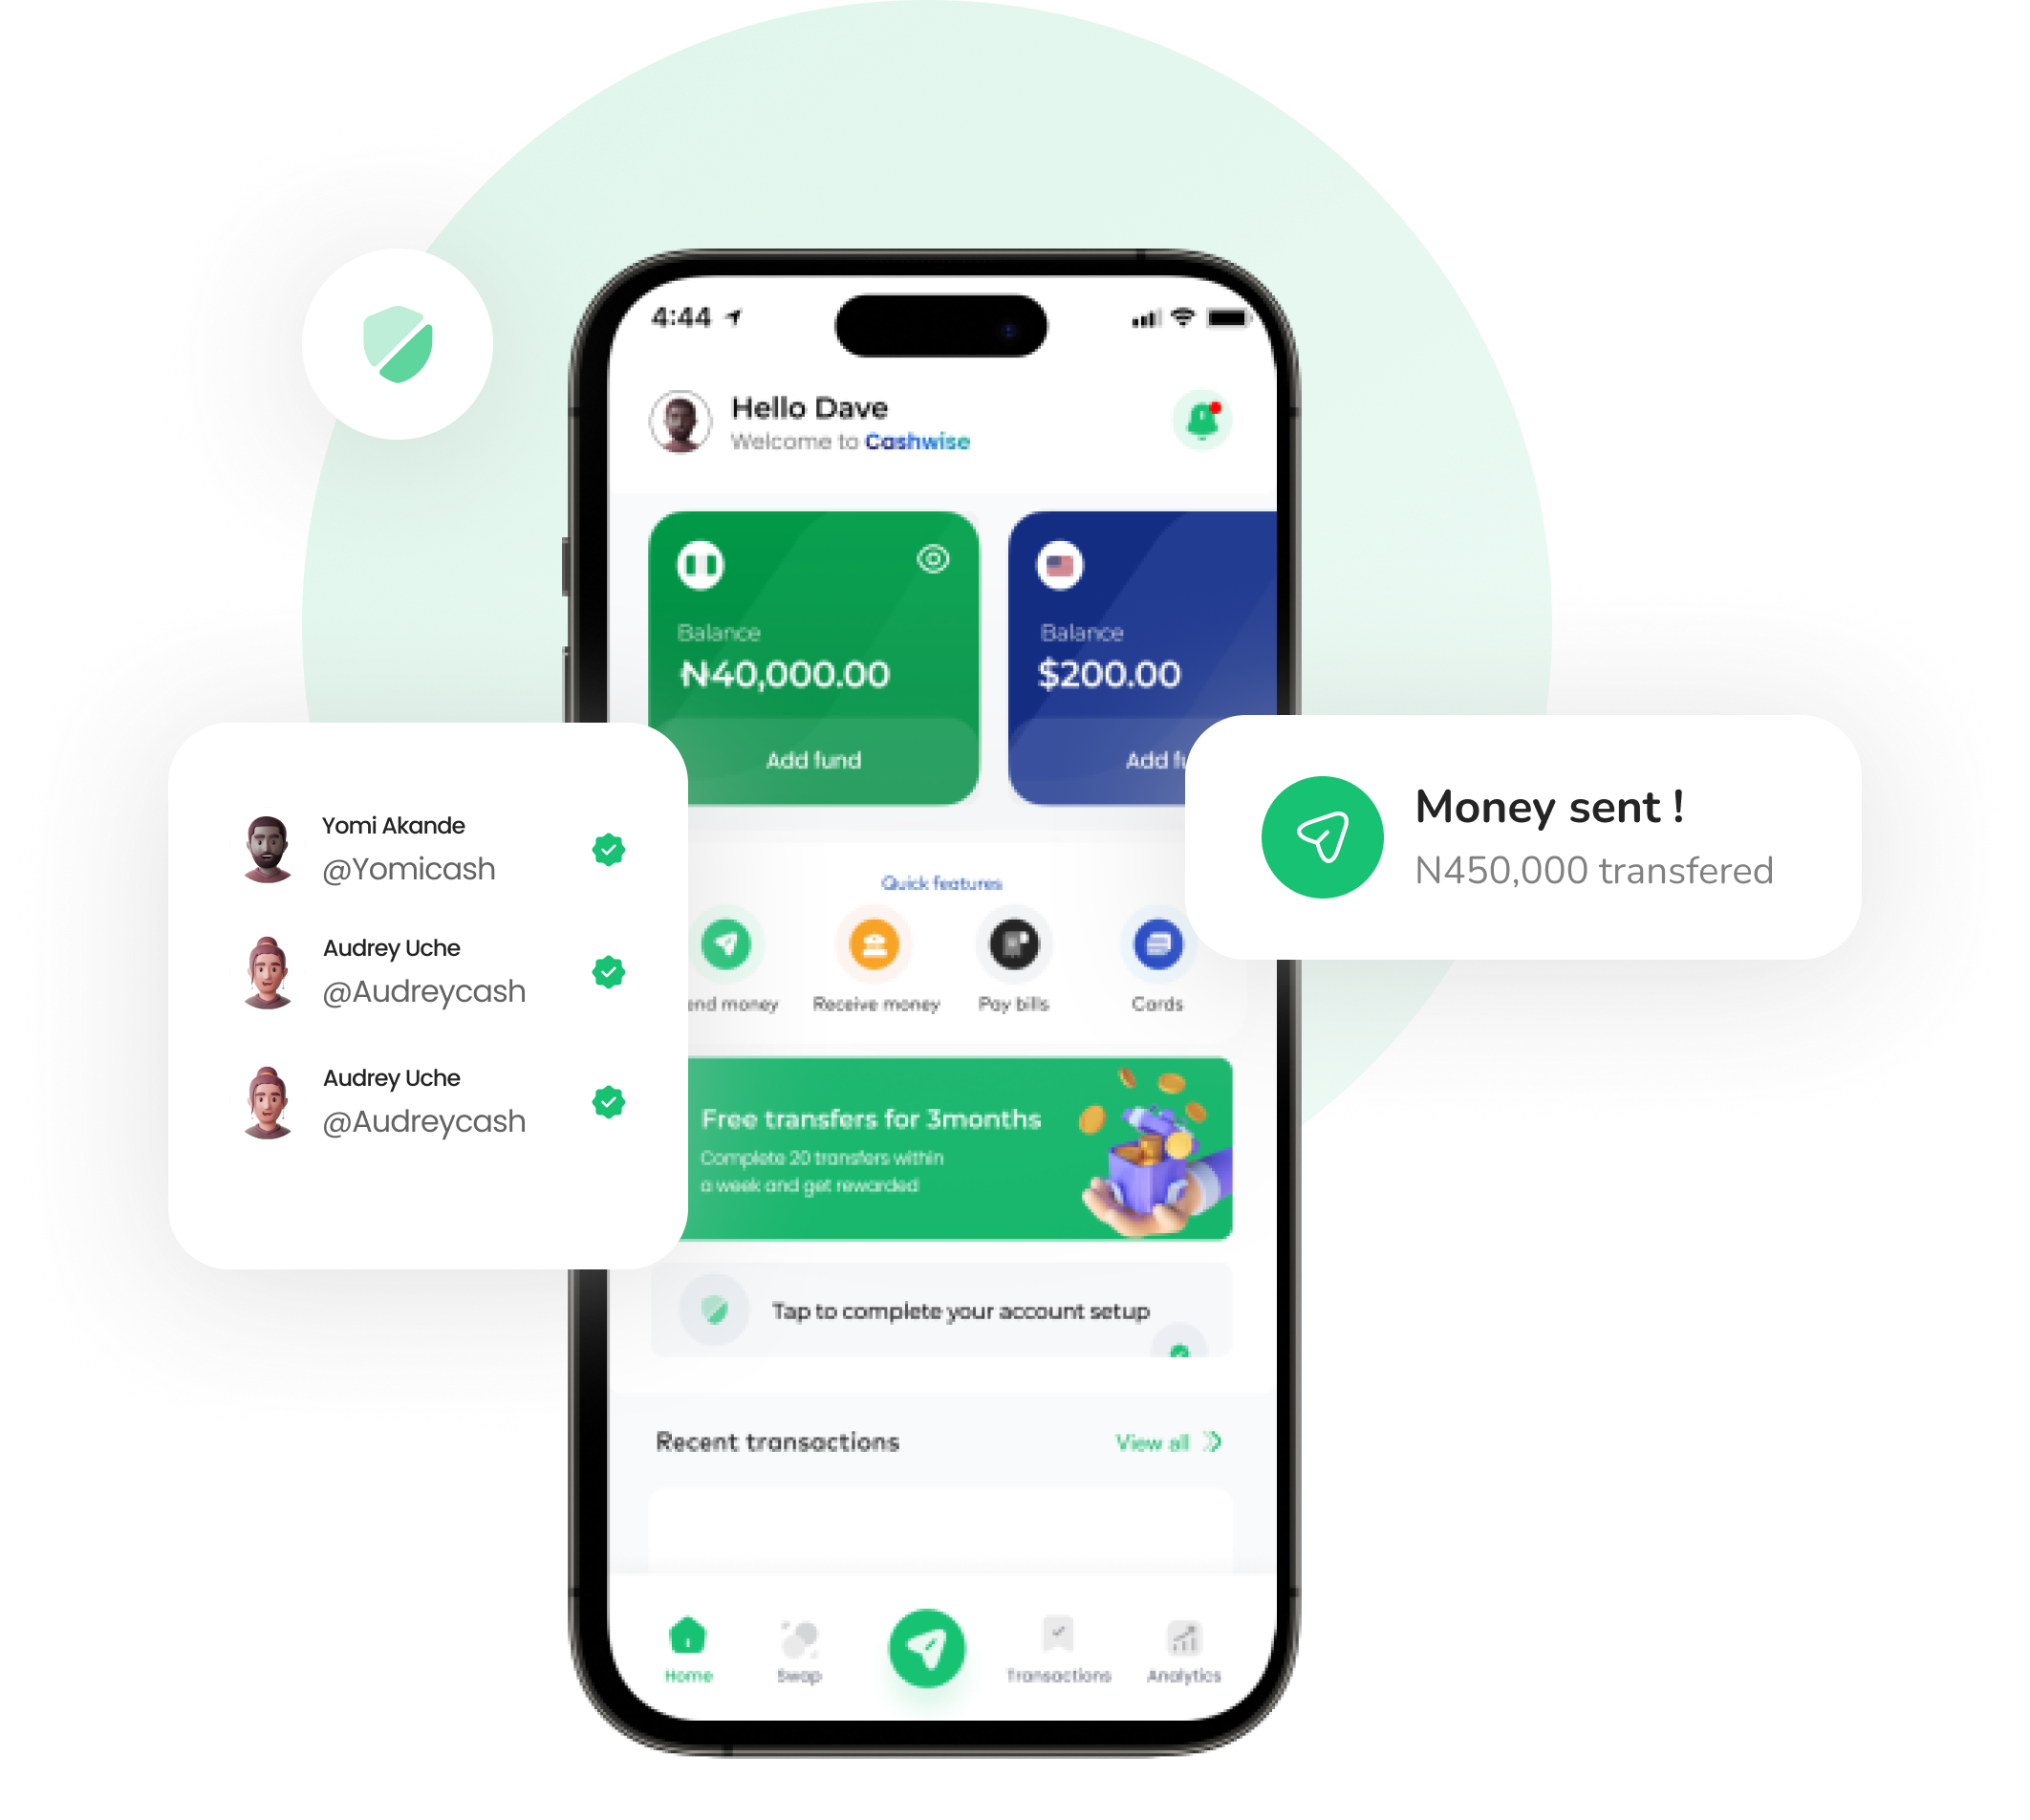 4:44
Hello Dave
Welcome to Cashwise
Balance
₦40,000.00
Add fund
Balance
$200.00
Add fu
Money sent !
N450,000 transfered
Yomi Akande
@Yomicash
Audrey Uche
@Audreycash
Audrey Uche
@Audreycash
Quick features
end money
Receive money
Pay bills
Cards
Free transfers for 3months
Complete 20 transfers within
a week and get rewarded
Tap to complete your account setup
Recent transactions
View all
Home
Swap
Transactions
Analytics